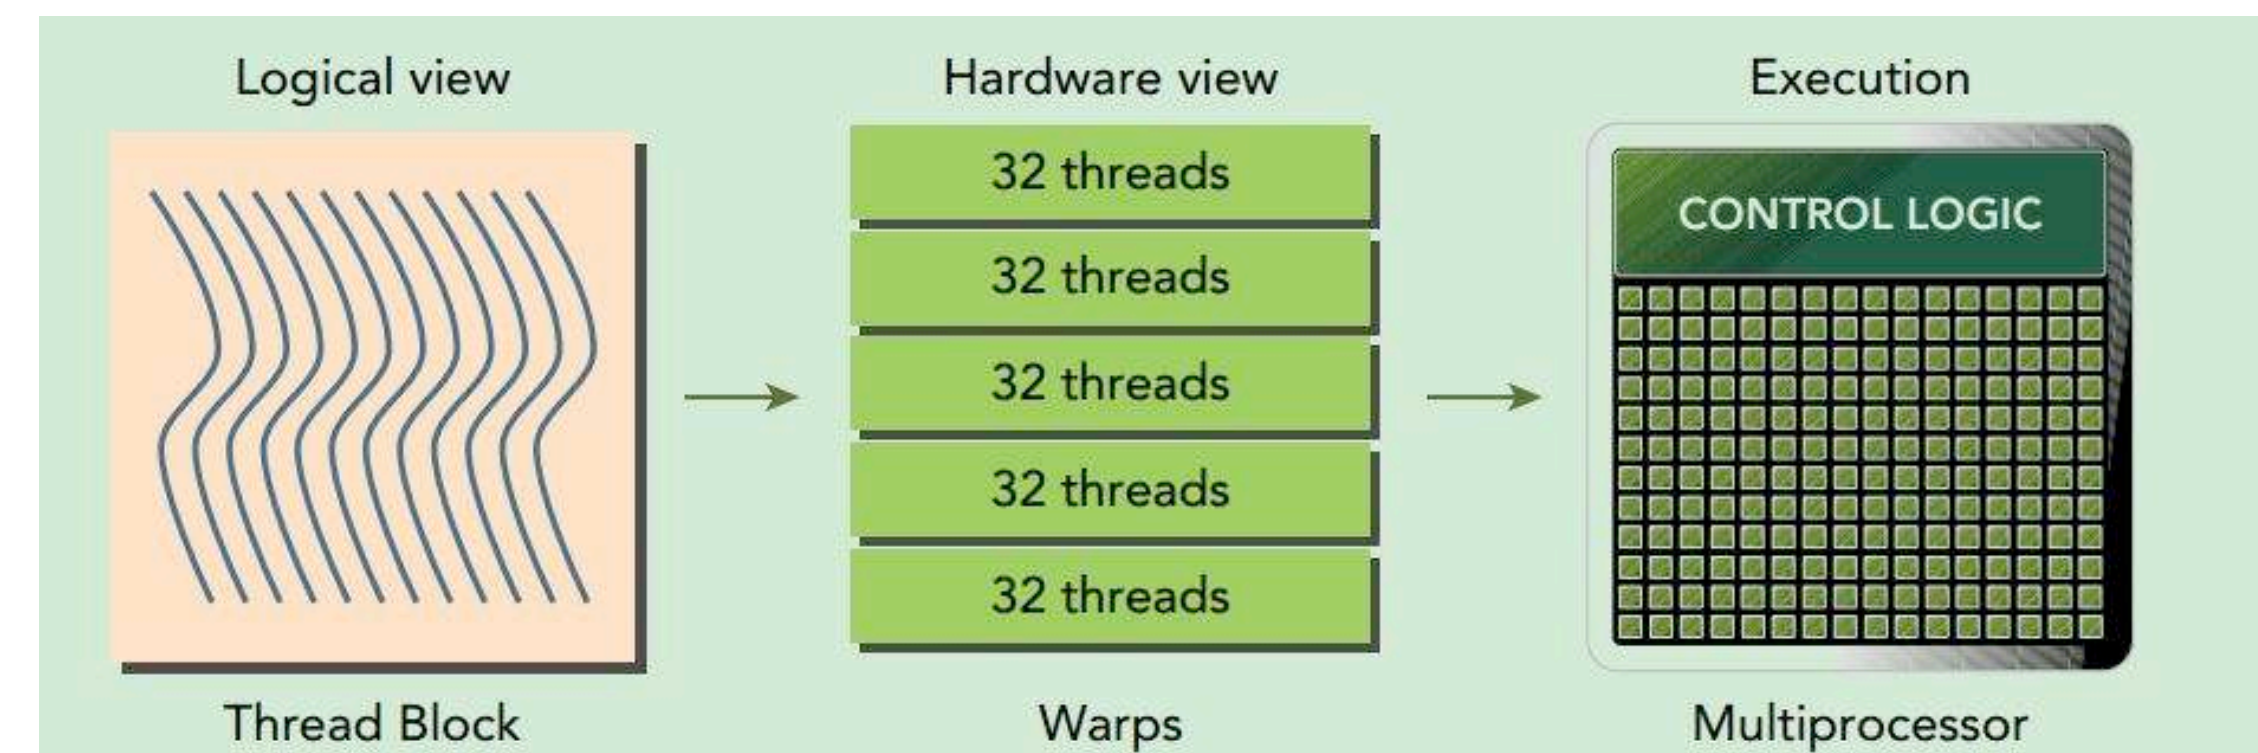 Logical view
Hardware view
Execution
32 threads
32 threads
32 threads
32 threads
32 threads
CONTROL LOGIC
Thread Block
Warps
Multiprocessor